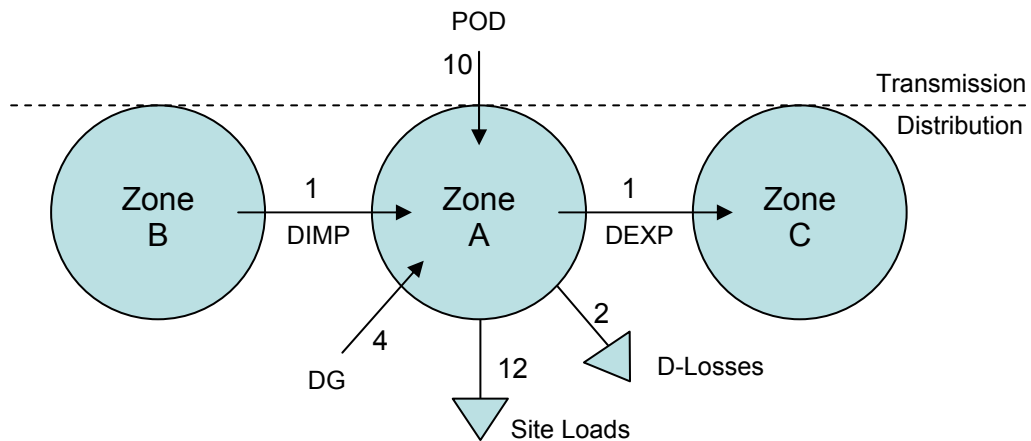 POD
10
Transmission
Distribution
Zone
B
1
DIMP
Zone
A
1
DEXP
Zone
C
4
DG
12
Site Loads
2
D-Losses